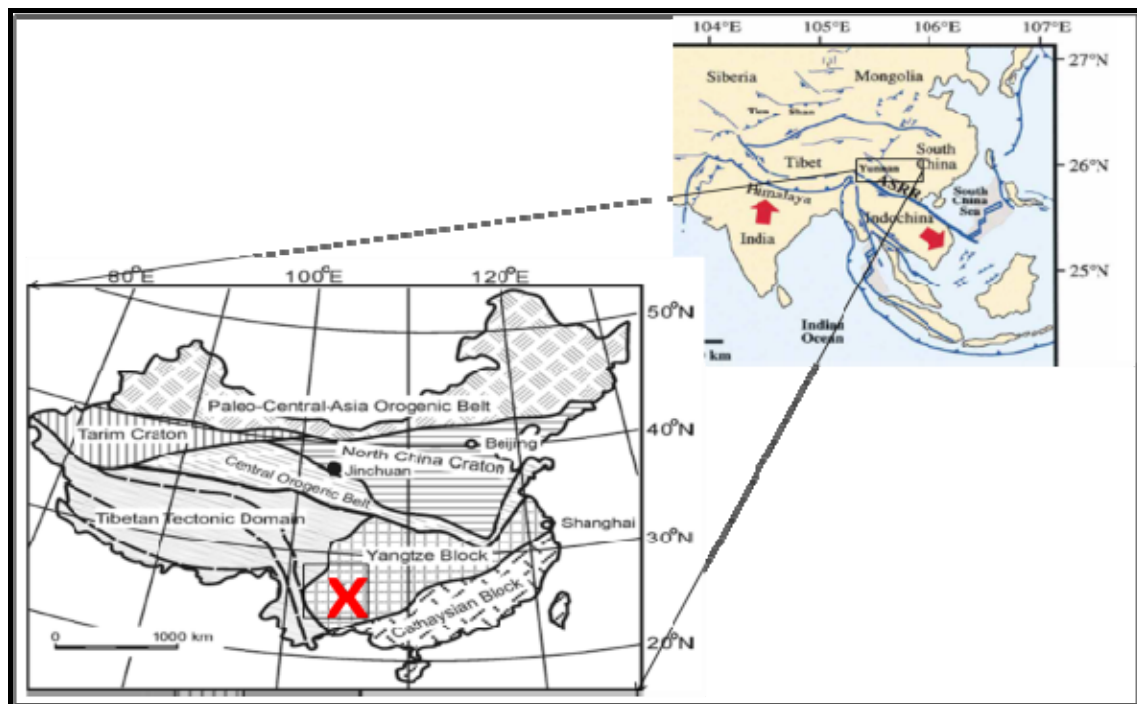 104°E 105°E 106°E 107°E
27°N
Siberia Mongolia
Tien Shan
South
China
Tibet
Yunnan
26°N
ASRR
Himalaya
South
China
Sea
Indochina
India
25°N
Indian
Ocean
km
80°E 100°E 120°E
50°N
Paleo-Central-Asia Orogenic Belt
40°N
Tarim Craton
Beijing
North China Craton
Jinchuan
Central Orogenic Belt
Tibetan Tectonic Domain
Shanghai
30°N
Yangtze Block
X
Cathaysian Block
0 1000 km
20°N